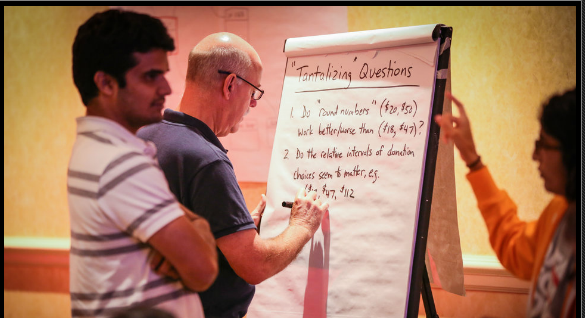 "Tantalizing" Questions
1. Do "round numbers" ($20, $50)
work better/worse than ($18, $47)?
2. Do the relative intervals of donation
choices seem to matter, e.g.
$47, $112